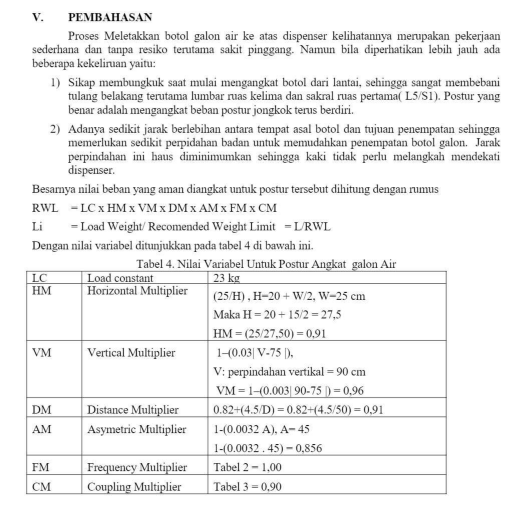 V. PEMBAHASAN
Proses Meletakkan botol galon air ke atas dispenser kelihatannya merupakan pekerjaan
sederhana dan tanpa resiko terutama sakit pinggang. Namun bila diperhatikan lebih jauh ada
beberapa kekeliruan yaitu:
1) Sikap membungkuk saat mulai mengangkat botol dari lantai, sehingga sangat membebani
tulang belakang terutama lumbar ruas kelima dan sakral ruas pertama( L5/S1). Postur yang
benar adalah mengangkat beban postur jongkok terus berdiri.
2) Adanya sedikit jarak berlebihan antara tempat asal botol dan tujuan penempatan sehingga
memerlukan sedikit perpidahan badan untuk memudahkan penempatan botol galon. Jarak
perpindahan ini haus diminimumkan sehingga kaki tidak perlu melangkah mendekati
dispenser.
Besarnya nilai beban yang aman diangkat untuk postur tersebut dihitung dengan rumus
RWL = LC x HM x VM x DM x AM x FM x CM
Li = Load Weight/ Recomended Weight Limit = L/RWL
Dengan nilai variabel ditunjukkan pada tabel 4 di bawah ini.
Tabel 4. Nilai Variabel Untuk Postur Angkat galon Air
LC Load constant 23 kg
HM Horizontal Multiplier (25/H) , H=20 + W/2, W=25 cm
Maka H = 20 + 15/2 = 27,5
HM = (25/27,50) = 0,91
VM Vertical Multiplier 1–(0.03| V-75 |),
V: perpindahan vertikal = 90 cm
VM = 1–(0.003| 90-75 |) = 0,96
DM Distance Multiplier 0.82+(4.5/D) = 0.82+(4.5/50) = 0,91
AM Asymetric Multiplier 1-(0.0032 A), A= 45
1-(0.0032 . 45) = 0,856
FM Frequency Multiplier Tabel 2 = 1,00
CM Coupling Multiplier Tabel 3 = 0,90